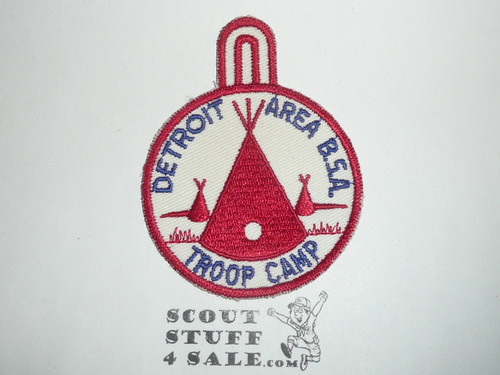 DETROIT AREA B.S.A.
TROOP CAMP
SCOUT
STUFF
4 SALE.com